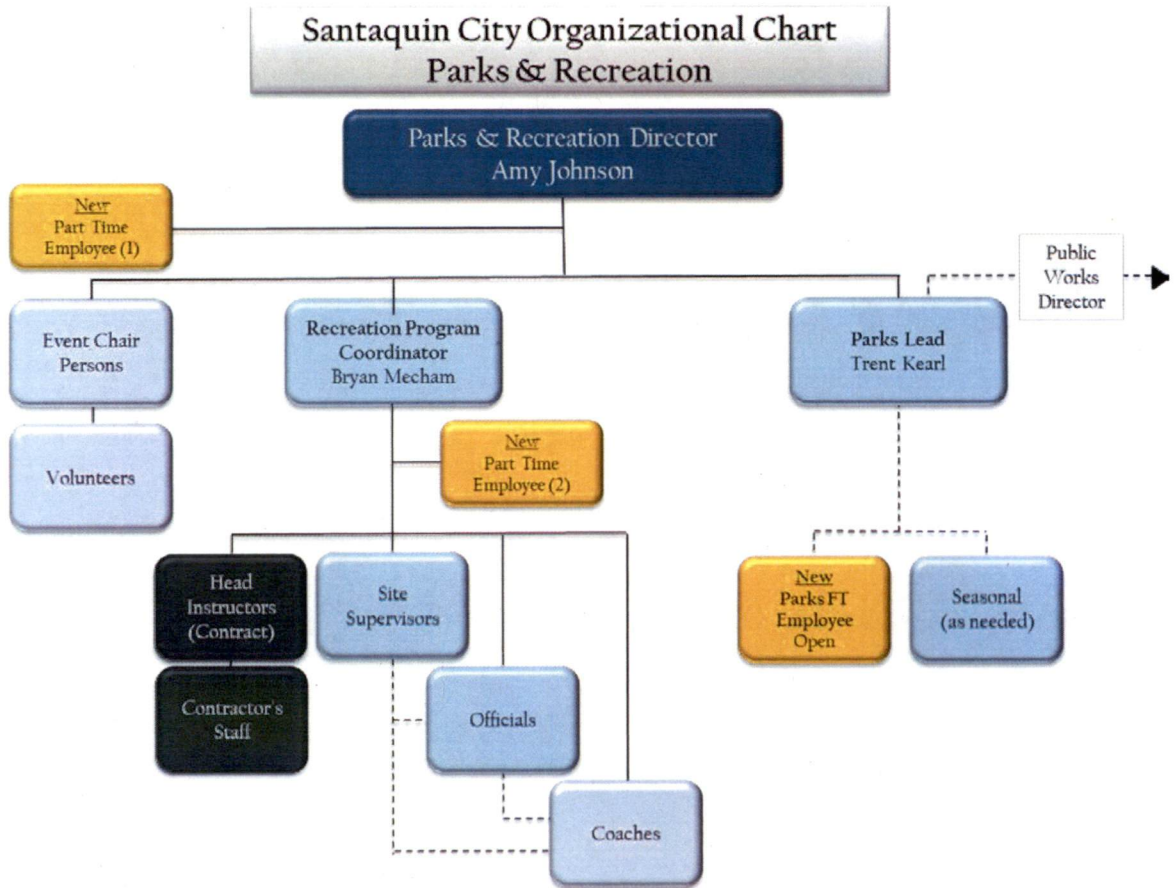 Santaquin City Organizational Chart
Parks & Recreation
Parks & Recreation Director
Amy Johnson
New
Part Time
Employee (1)
Public
Works
Director
Event Chair
Persons
Recreation Program
Coordinator
Bryan Mecham
Parks Lead
Trent Kearl
Volunteers
New
Part Time
Employee (2)
Head
Instructors
(Contract)
Site
Supervisors
New
Parks FT
Employee
Open
Seasonal
(as needed)
Contractor's
Staff
Officials
Coaches